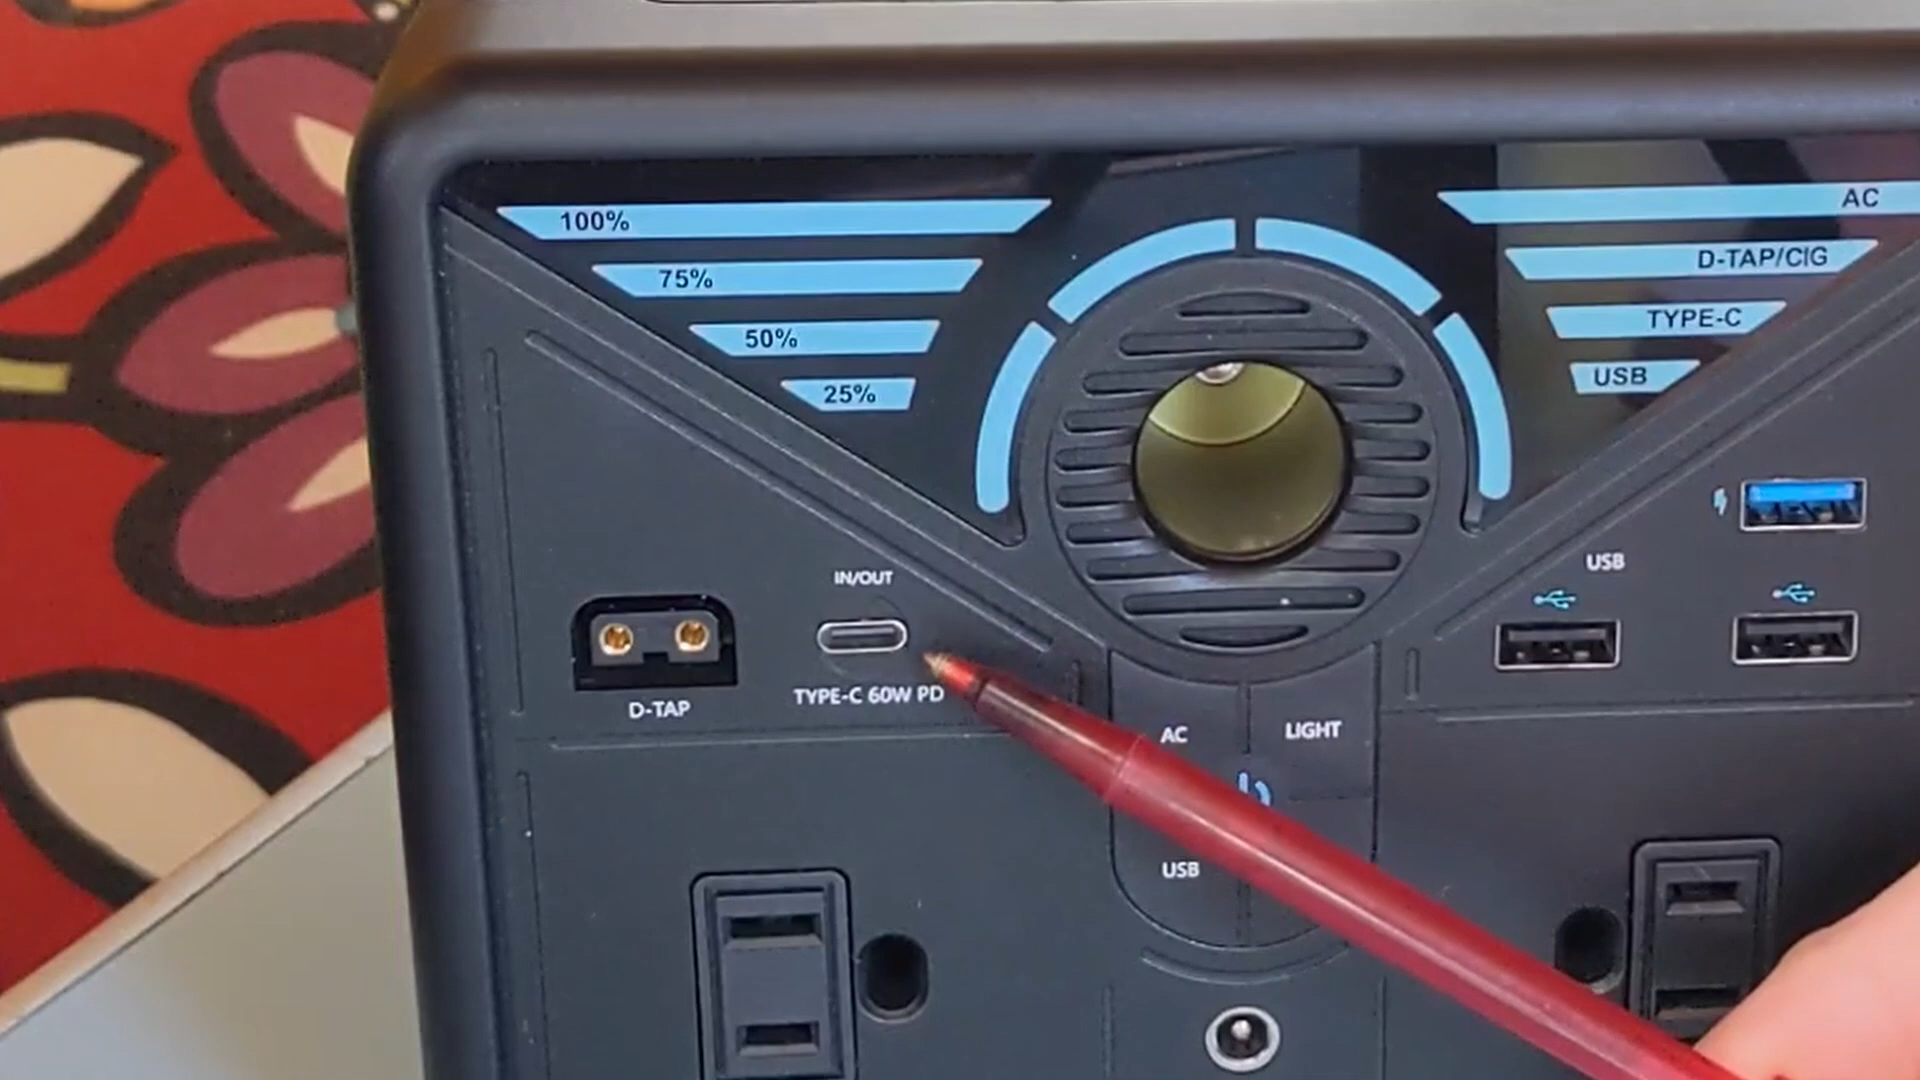 100%
75%
50%
25%
AC
D-TAP/CIG
TYPE-C
USB
IN/OUT
TYPE-C 60W PD
D-TAP
USB
AC
LIGHT
USB